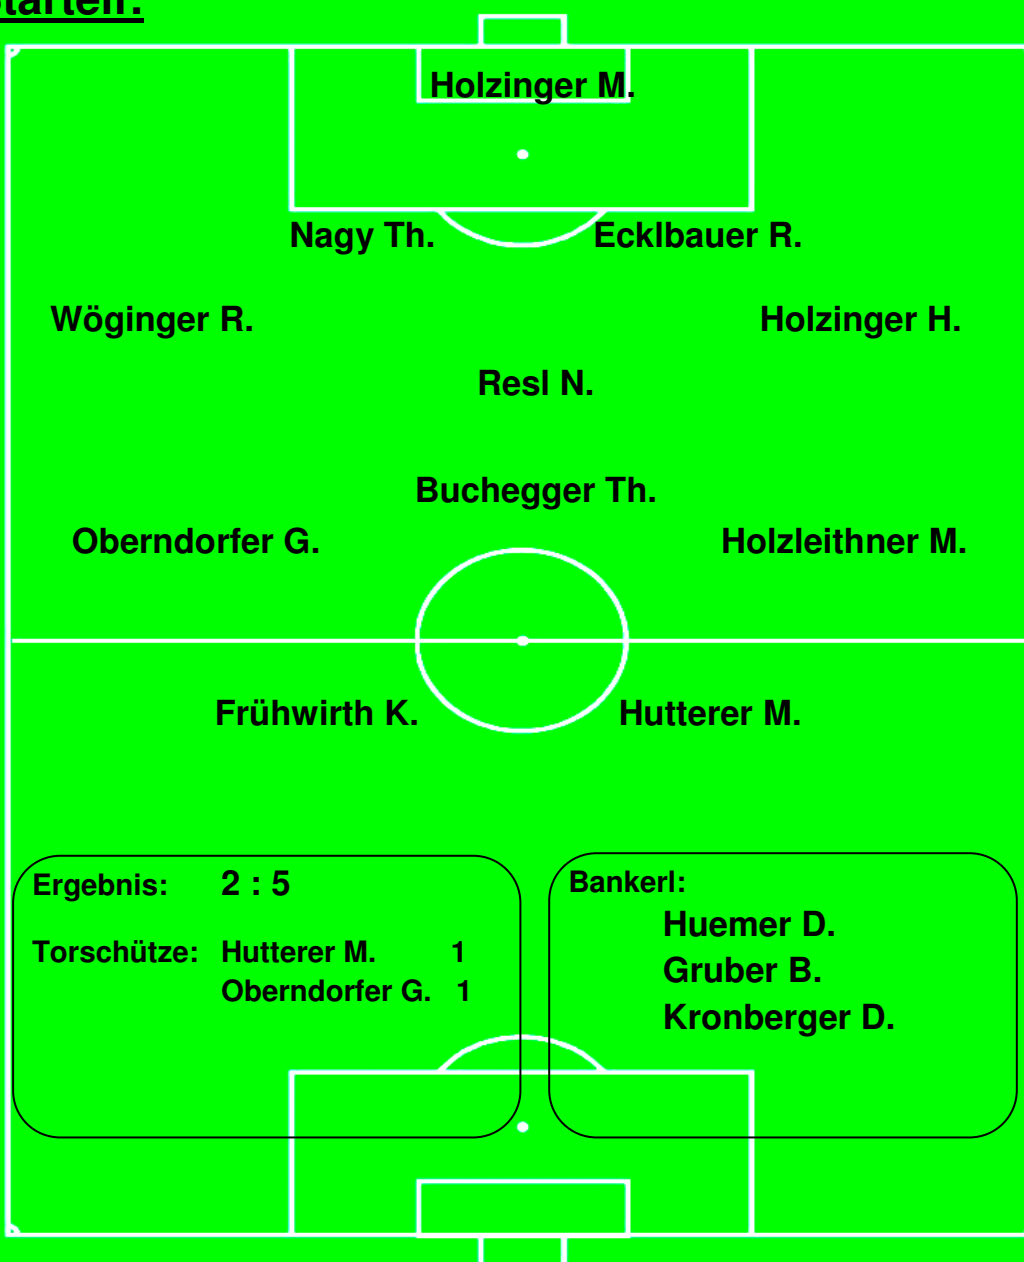 Holzinger M.
Nagy Th. Ecklbauer R.
Wöginger R. Holzinger H.
Resl N.
Buchegger Th.
Oberndorfer G. Holzleithner M.
Frühwirth K. Hutterer M.
Ergebnis: 2 : 5
Torschütze: Hutterer M. 1
Oberndorfer G. 1
Bankerl:
Huemer D.
Gruber B.
Kronberger D.